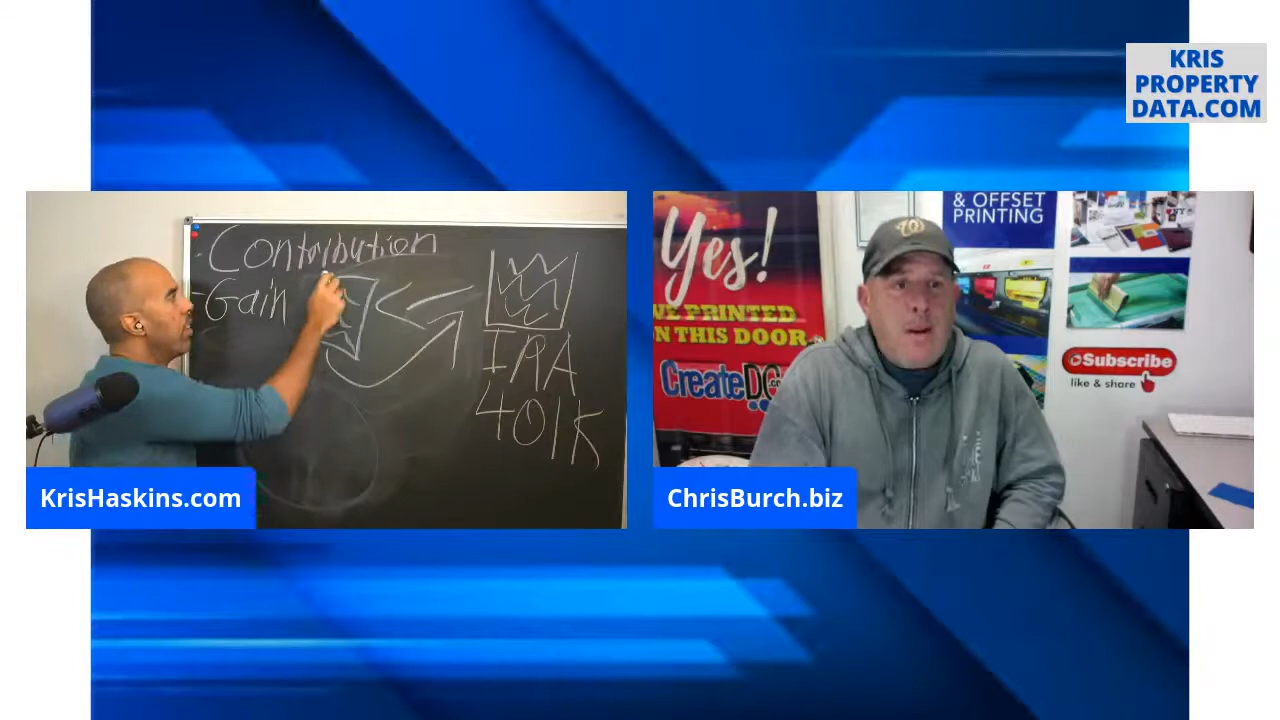 KRIS
PROPERTY
DATA.COM
- Contribution
- Gain
IRA
401K
KrisHaskins.com
Yes!
WE PRINTED
ON THIS DOOR
CreateDC
& OFFSET
PRINTING
Subscribe
like & share
W
ChrisBurch.biz